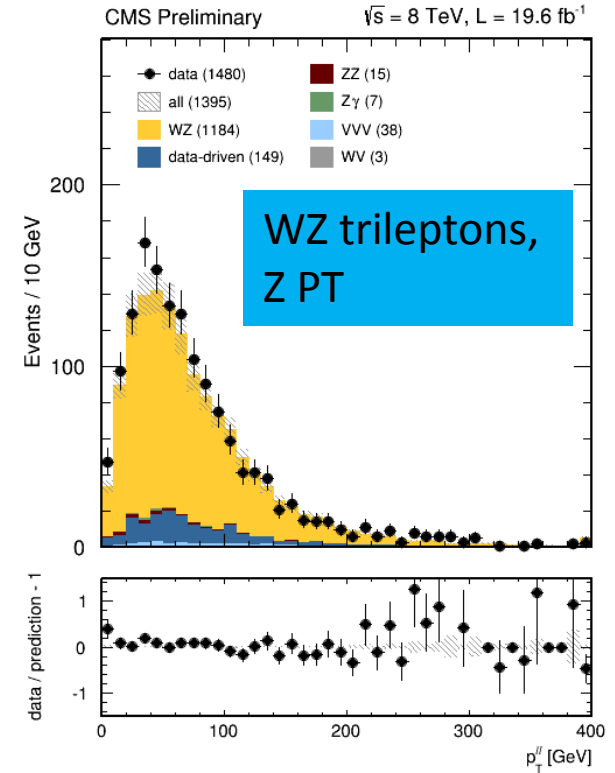 CMS Preliminary √s = 8 TeV, L = 19.6 fb⁻¹
data (1480) ZZ (15)
all (1395) Zγ (7)
WZ (1184) VVV (38)
data-driven (149) WV (3)
WZ trileptons,
Z PT
Events / 10 GeV
200
100
0
data / prediction - 1
1
0
-1
0 100 200 300 400
p_T^{ll} [GeV]